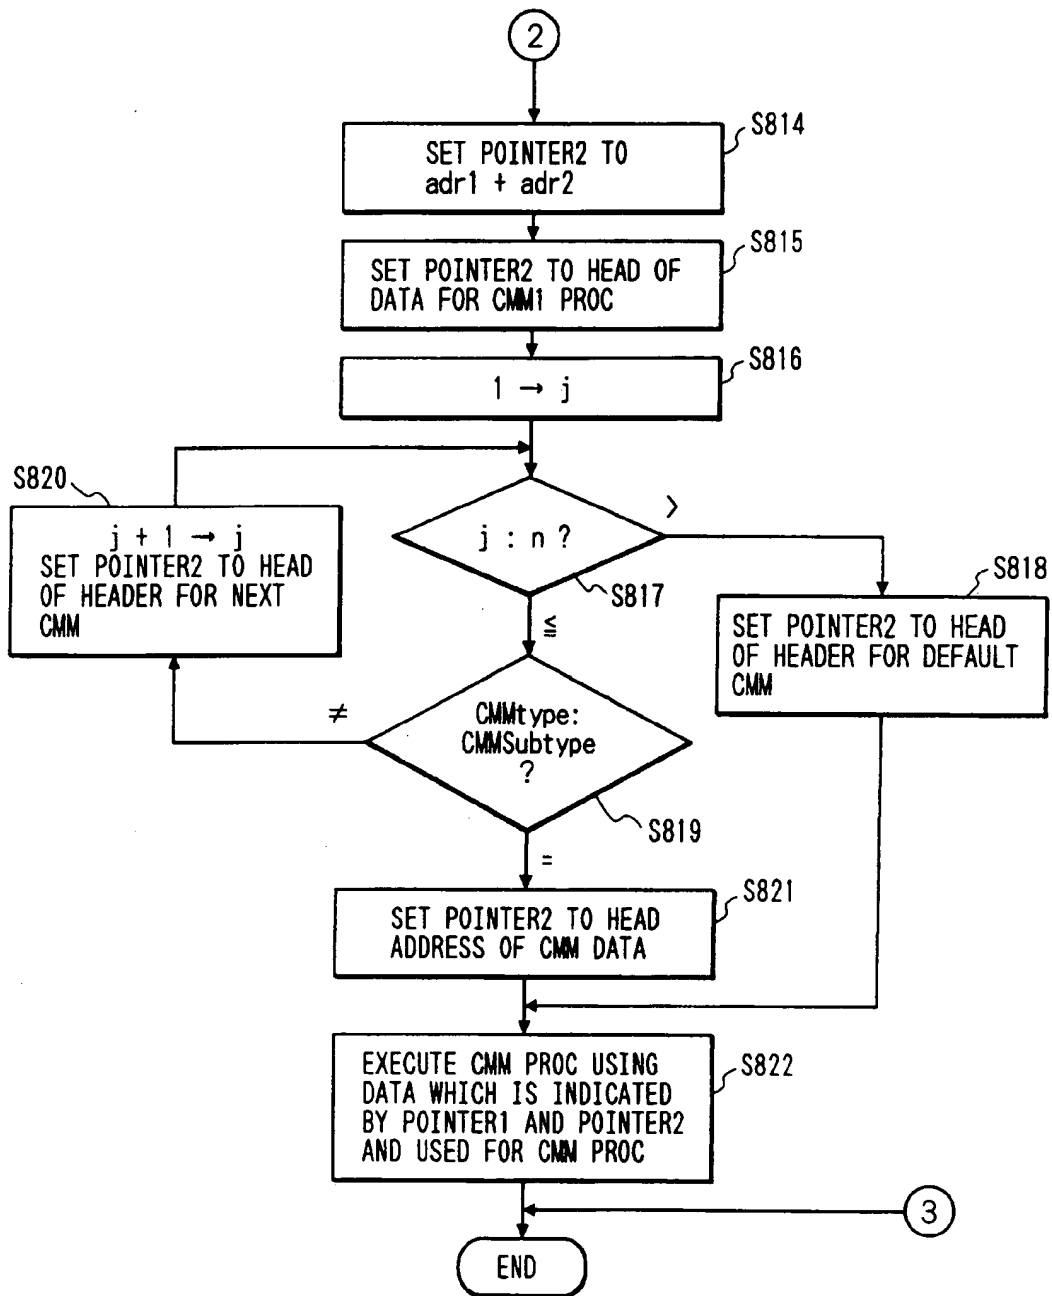 2
S814
SET POINTER2 TO
adr1 + adr2
S815
SET POINTER2 TO HEAD OF
DATA FOR CMM1 PROC
S816
1 → j
S820
j + 1 → j
SET POINTER2 TO HEAD
OF HEADER FOR NEXT
CMM
j : n ?
>
S817
≦
S818
SET POINTER2 TO HEAD
OF HEADER FOR DEFAULT
CMM
≠
CMMtype:
CMMSubtype
?
S819
=
S821
SET POINTER2 TO HEAD
ADDRESS OF CMM DATA
S822
EXECUTE CMM PROC USING
DATA WHICH IS INDICATED
BY POINTER1 AND POINTER2
AND USED FOR CMM PROC
3
END